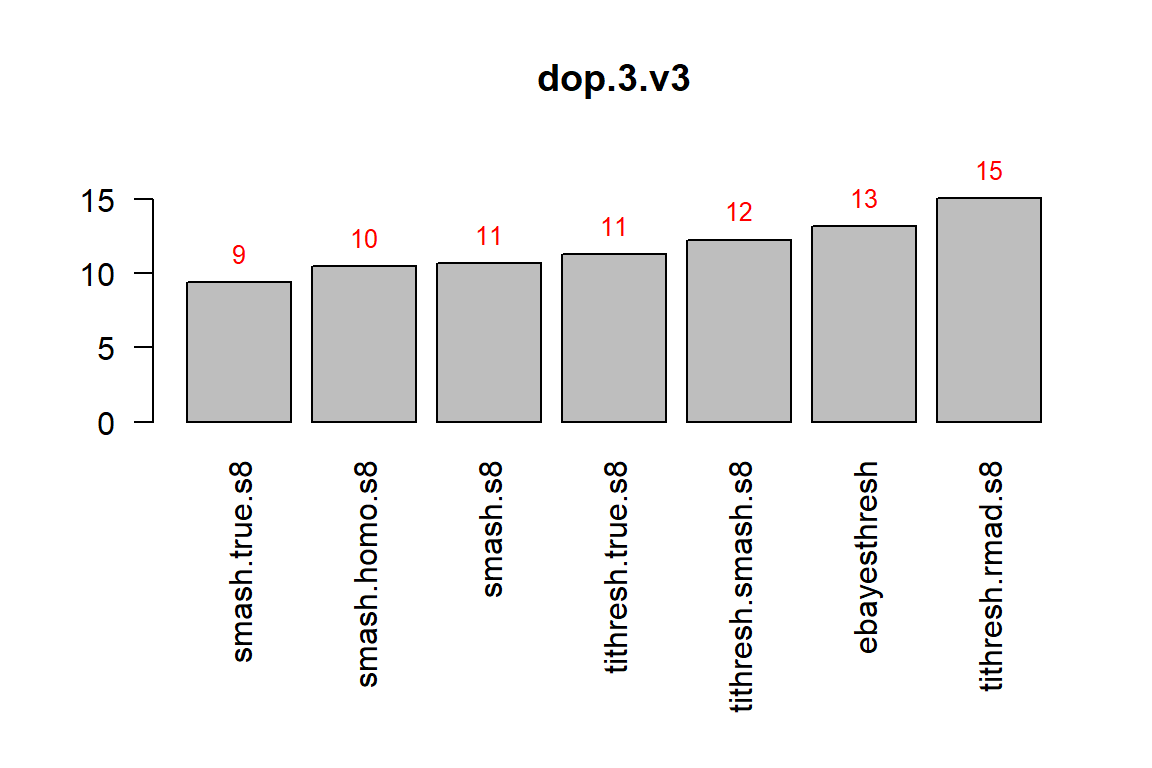 dop.3.v3
15
10
5
0
9
10
11
11
12
13
15
smash.true.s8
smash.homo.s8
smash.s8
tithresh.true.s8
tithresh.smash.s8
ebayesthresh
tithresh.rmad.s8